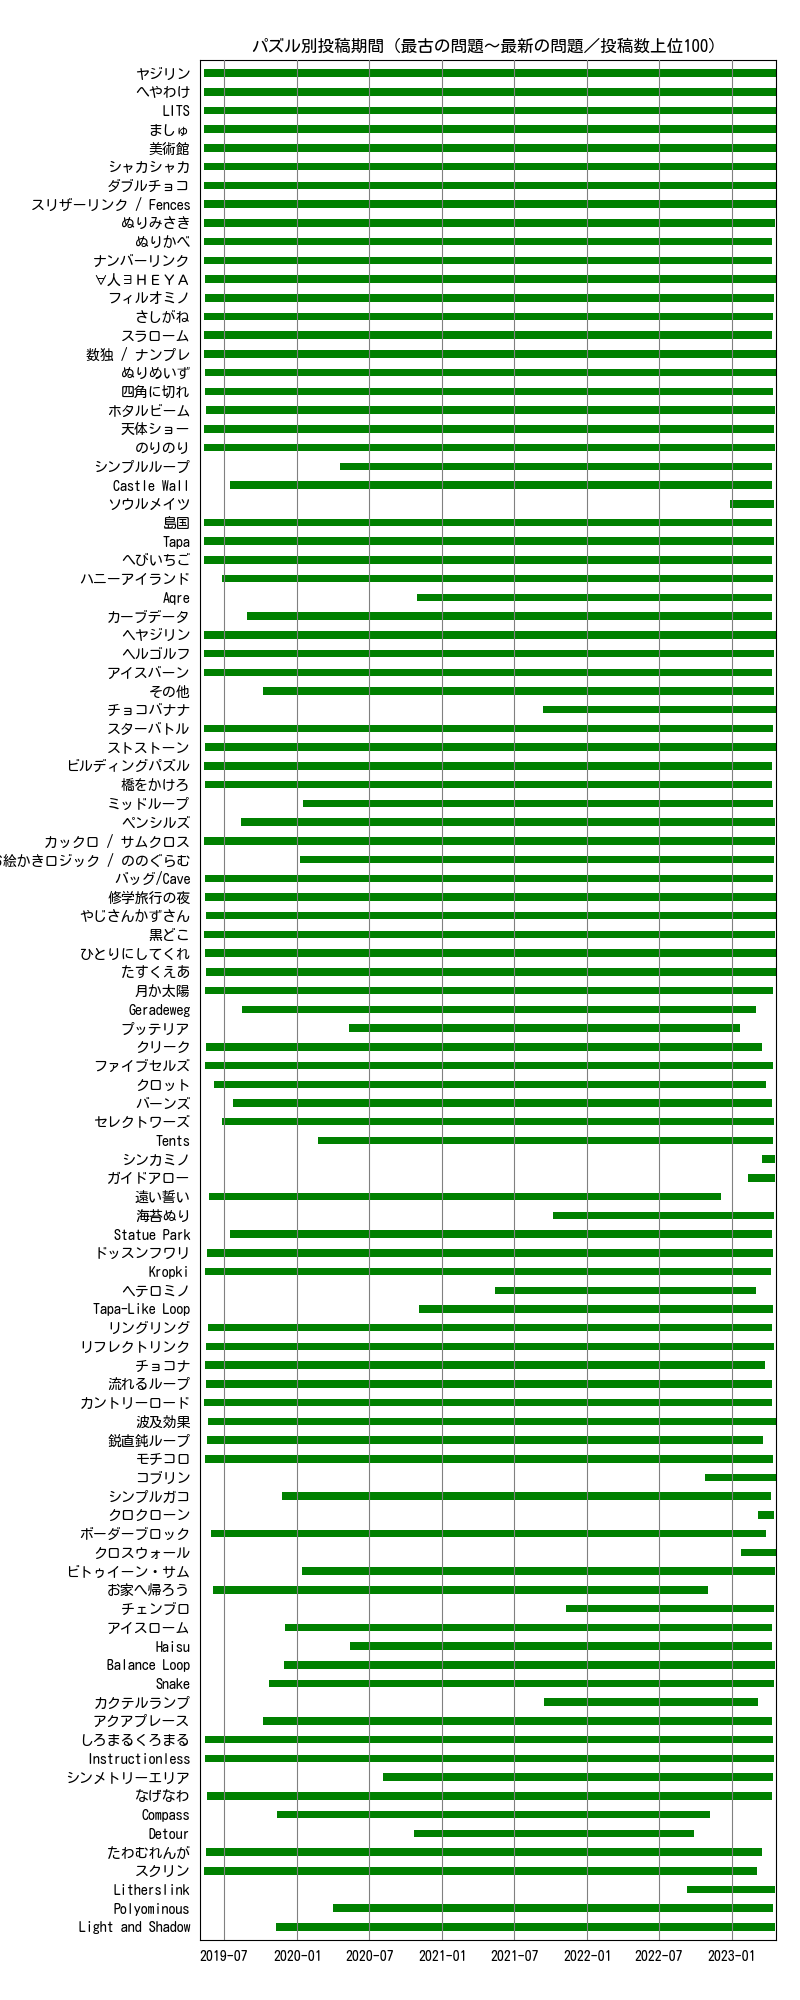 パズル別投稿期間（最古の問題～最新の問題／投稿数上位100）
ヤジリン
へやわけ
LITS
ましゅ
美術館
シャカシャカ
ダブルチョコ
スリザーリンク / Fences
ぬりみさき
ぬりかべ
ナンバーリンク
∀人∃ＨＥＹＡ
フィルオミノ
さしがね
スラローム
数独 / ナンプレ
ぬりめいず
四角に切れ
ホタルビーム
天体ショー
のりのり
シンプルループ
Castle Wall
ソウルメイツ
島国
Tapa
へびいちご
ハニーアイランド
Aqre
カーブデータ
ヘヤジリン
ヘルゴルフ
アイスバーン
その他
チョコバナナ
スターバトル
ストストーン
ビルディングパズル
橋をかけろ
ミッドループ
ペンシルズ
カックロ / サムクロス
絵かきロジック / ののぐらむ
バッグ/Cave
修学旅行の夜
やじさんかずさん
黒どこ
ひとりにしてくれ
たすくえあ
月か太陽
Geradeweg
ブッテリア
クリーク
ファイブセルズ
クロット
バーンズ
セレクトワーズ
Tents
シンカミノ
ガイドアロー
遠い誓い
海苔ぬり
Statue Park
ドッスンフワリ
Kropki
ヘテロミノ
Tapa-Like Loop
リングリング
リフレクトリンク
チョコナ
流れるループ
カントリーロード
波及効果
鋭直鈍ループ
モチコロ
コブリン
シンプルガコ
クロクローン
ボーダーブロック
クロスウォール
ビトゥイーン・サム
お家へ帰ろう
チェンブロ
アイスローム
Haisu
Balance Loop
Snake
カクテルランプ
アクアプレース
しろまるくろまる
Instructionless
シンメトリーエリア
なげなわ
Compass
Detour
たわむれんが
スクリン
Litherslink
Polyominous
Light and Shadow
2019-07 2020-01 2020-07 2021-01 2021-07 2022-01 2022-07 2023-01